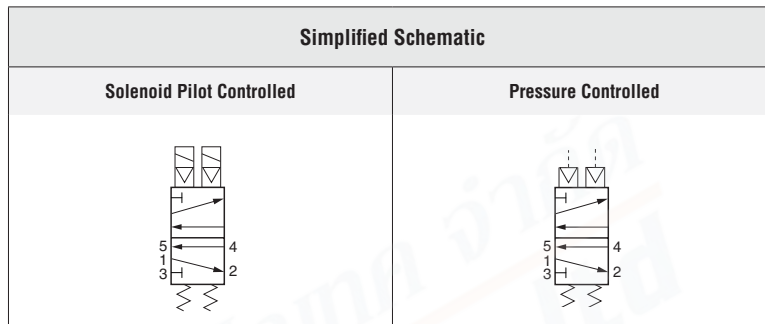 Simplified Schematic
Solenoid Pilot Controlled
Pressure Controlled
5 4
1
3 2
5 4
1
3 2